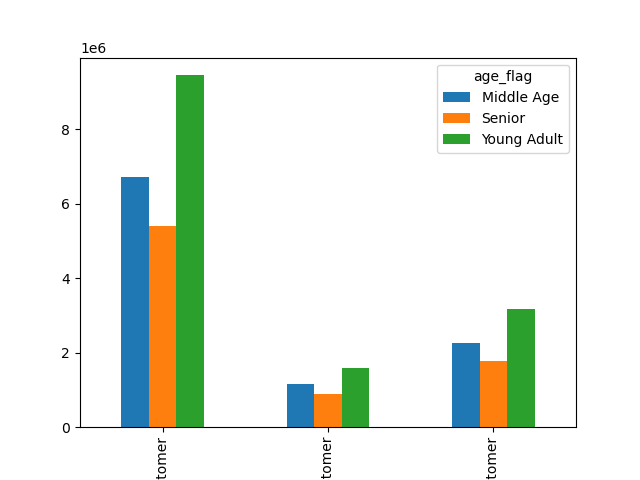 1e6
age_flag
Middle Age
Senior
Young Adult
8
6
4
2
0
tomer
tomer
tomer